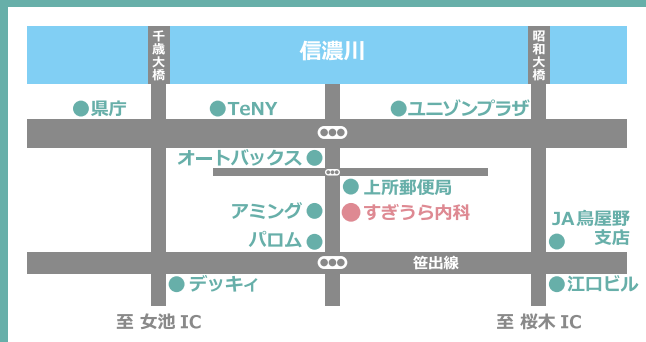 信濃川
千歳大橋
昭和大橋
県庁
TeNY
ユニゾンプラザ
オートバックス
上所郵便局
アミング
すぎうら内科
JA鳥屋野
支店
パロム
笹出線
デッキィ
江口ビル
至 女池 IC
至 桜木 IC